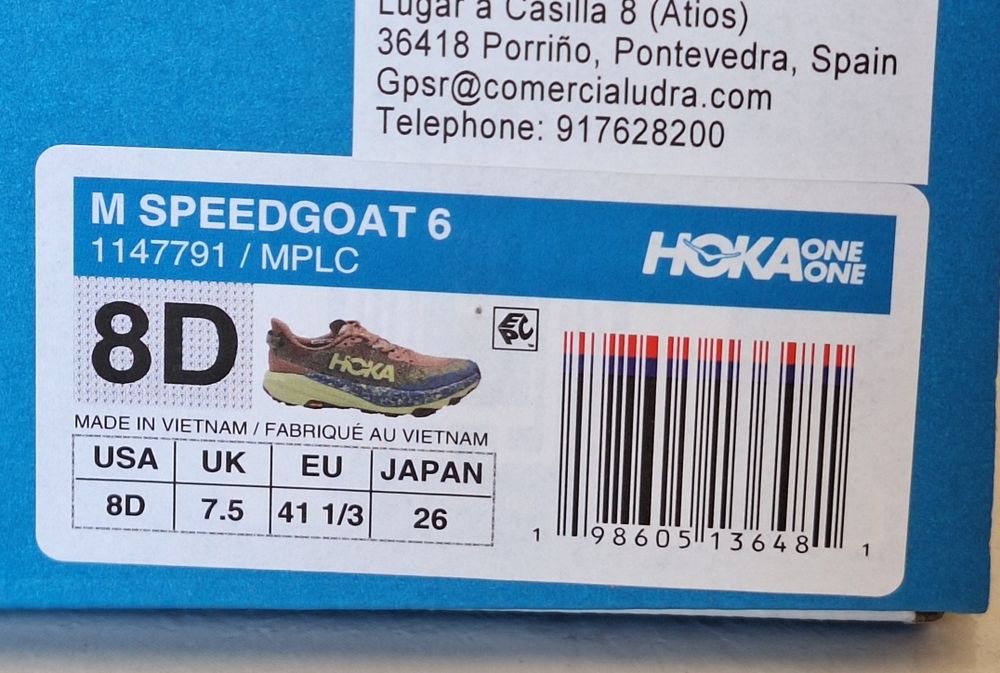 Lugar a Casilla 8 (Atios)
36418 Porriño, Pontevedra, Spain
Gpsr@comercialudra.com
Telephone: 917628200
M SPEEDGOAT 6
1147791 / MPLC
HOKA ONE ONE
8D
HOKA
EPC
MADE IN VIETNAM / FABRIQUÉ AU VIETNAM
USA UK EU JAPAN
8D 7.5 41 1/3 26
1 98605 13648 1